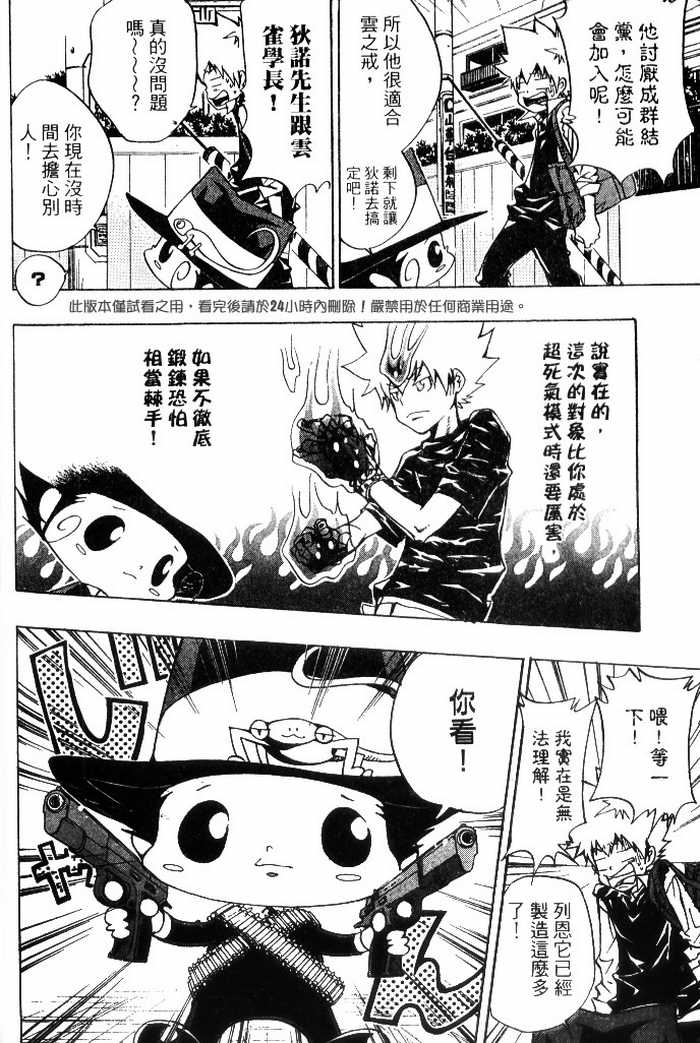 他討厭成群結
黨，怎麼可能
會加入呢！
所以他很適合
雲之戒，
剩下就讓
狄諾去搞
定吧！
狄諾先生跟雲
雀學長！
真的沒問題
嗎～～～？
你現在沒時
間去擔心別
人！
？
此版本僅試看之用，看完後請於24小時內刪除！嚴禁用於任何商業用途。
說實在的，
這次的對象比你處於
超死氣模式時還要厲害，
如果不徹底
鍛鍊恐怕
相當棘手！
喂！等一
下！
我實在是無
法理解！
列恩它已經
製造這麼多
了！
你看！